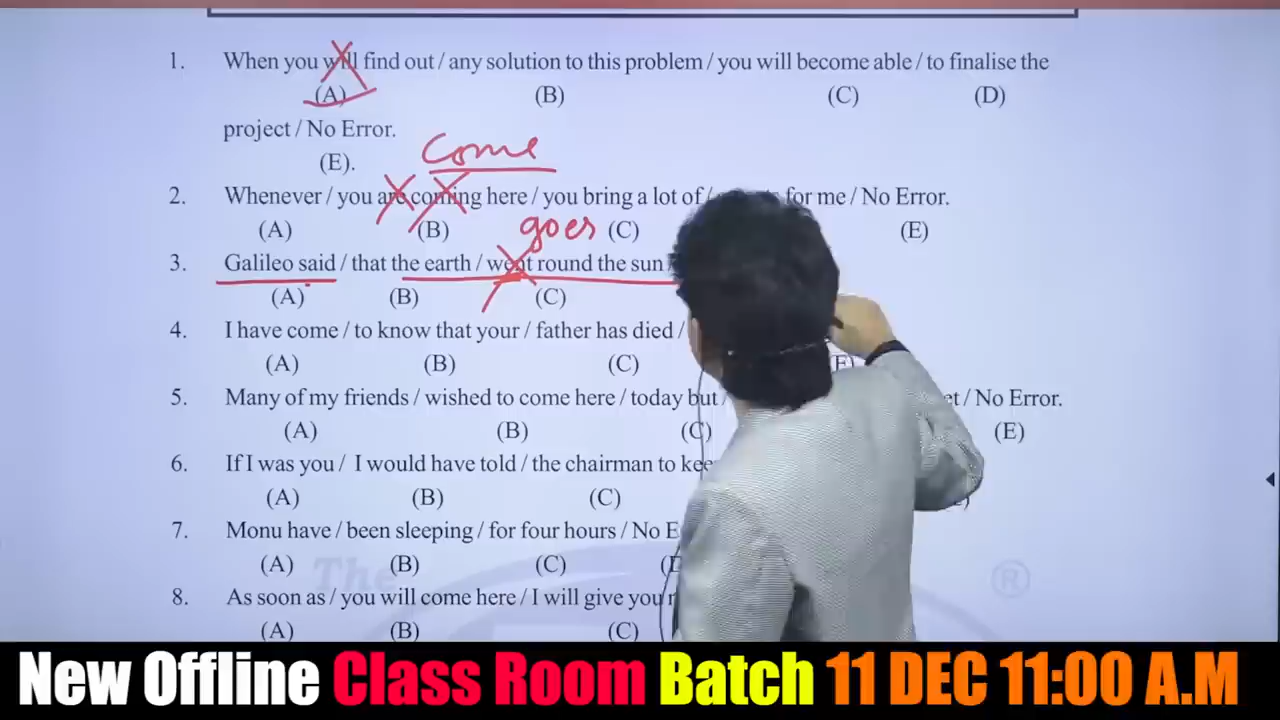 1. When you will find out / any solution to this problem / you will become able / to finalise the
(A) (B) (C) (D)
project / No Error.
(E).
come
2. Whenever / you are coming here / you bring a lot of / for me / No Error.
(A) (B) (C) (E)
goes
3. Galileo said / that the earth / went round the sun
(A) (B) (C)
4. I have come / to know that your / father has died /
(A) (B) (C) (E)
5. Many of my friends / wished to come here / today but / / No Error.
(A) (B) (C) (E)
6. If I was you / I would have told / the chairman to
(A) (B) (C)
7. Monu have / been sleeping / for four hours / No
(A) (B) (C)
8. As soon as / you will come here / I will give you
(A) (B) (C)
The ®
New Offline Class Room Batch 11 DEC 11:00 A.M